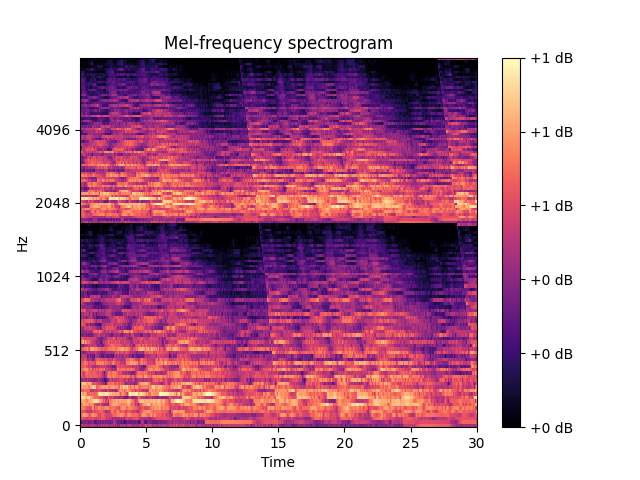 Mel-frequency spectrogram
Hz
4096
2048
1024
512
0
0 5 10 15 20 25 30
Time
+1 dB
+1 dB
+1 dB
+0 dB
+0 dB
+0 dB